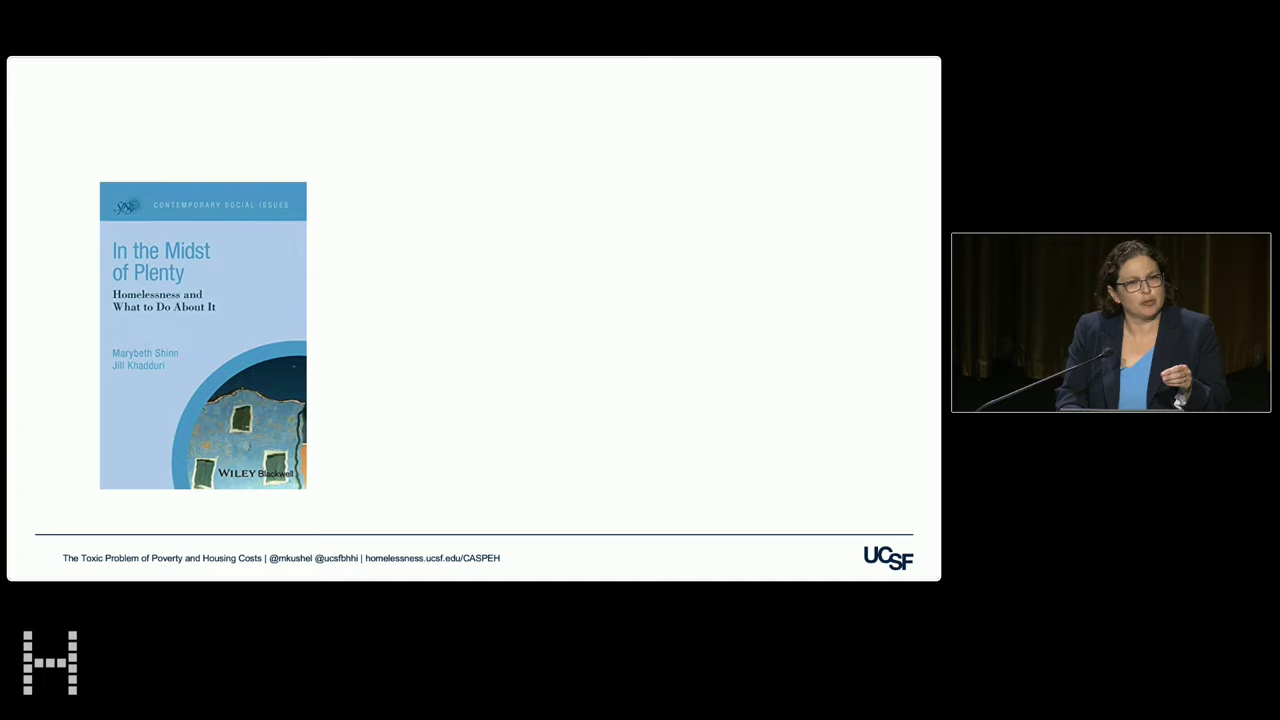 CONTEMPORARY SOCIAL ISSUES
In the Midst
of Plenty
Homelessness and
What to Do About It
Marybeth Shinn
Jill Khadduri
WILEY Blackwell
The Toxic Problem of Poverty and Housing Costs | @mkushel @ucsfbhhi | homelessness.ucsf.edu/CASPEH
UCSF
H